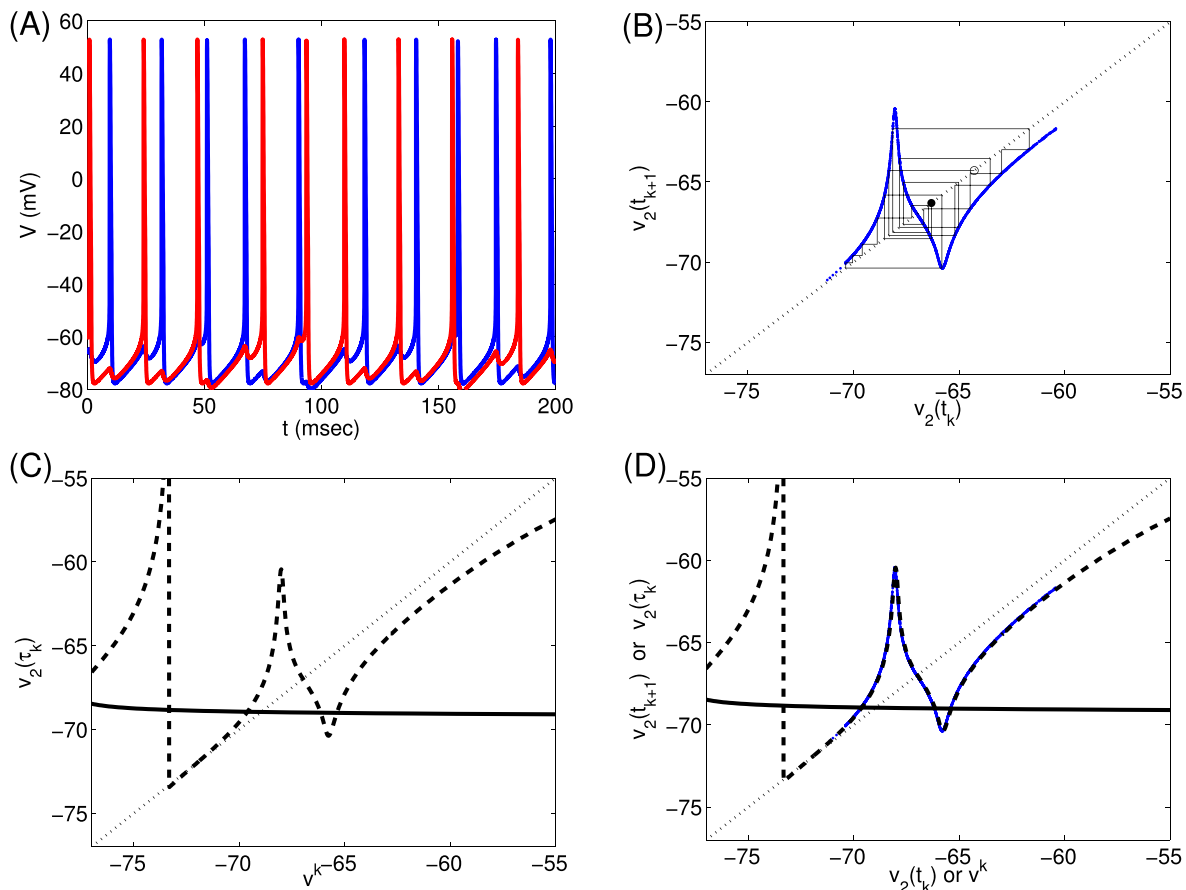 (A)
60
40
20
0
−20
−40
−60
−80
V (mV)
0 50 100 150 200
t (msec)
(B)
−55
−60
−65
−70
−75
v₂(tₖ₊₁)
−75 −70 −65 −60 −55
v₂(tₖ)
(C)
−55
−60
−65
−70
−75
v₂(τₖ)
−75 −70 −65 −60 −55
vᵏ
(D)
−55
−60
−65
−70
−75
v₂(tₖ₊₁) or v₂(τₖ)
−75 −70 −65 −60 −55
v₂(tₖ) or vᵏ